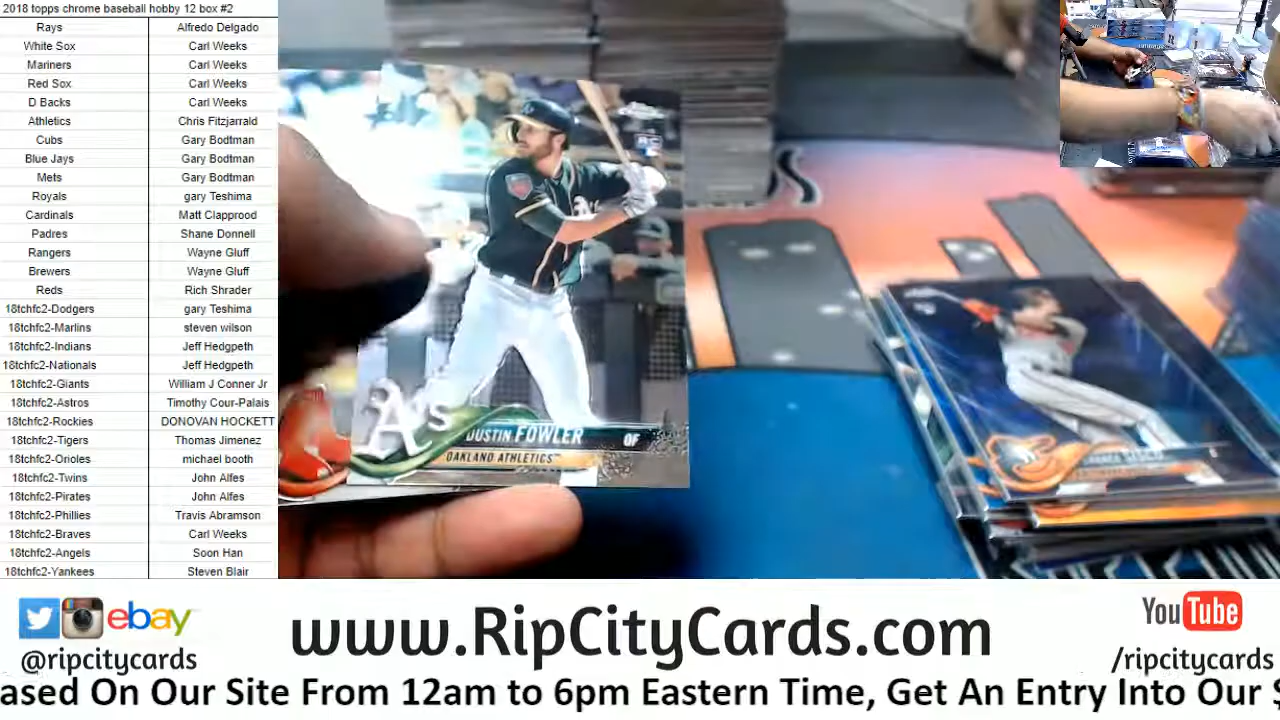 2018 topps chrome baseball hobby 12 box #2
Rays Alfredo Delgado
White Sox Carl Weeks
Mariners Carl Weeks
Red Sox Carl Weeks
D Backs Carl Weeks
Athletics Chris Fitzjarrald
Cubs Gary Bodtman
Blue Jays Gary Bodtman
Mets Gary Bodtman
Royals gary Teshima
Cardinals Matt Clapprood
Padres Shane Donnell
Rangers Wayne Gluff
Brewers Wayne Gluff
Reds Rich Shrader
18tchfc2-Dodgers gary Teshima
18tchfc2-Marlins steven wilson
18tchfc2-Indians Jeff Hedgpeth
18tchfc2-Nationals Jeff Hedgpeth
18tchfc2-Giants William J Conner Jr
18tchfc2-Astros Timothy Cour-Palais
18tchfc2-Rockies DONOVAN HOCKETT
18tchfc2-Tigers Thomas Jimenez
18tchfc2-Orioles michael booth
18tchfc2-Twins John Alfes
18tchfc2-Pirates John Alfes
18tchfc2-Phillies Travis Abramson
18tchfc2-Braves Carl Weeks
18tchfc2-Angels Soon Han
18tchfc2-Yankees Steven Blair
A's
DUSTIN FOWLER OF
OAKLAND ATHLETICS™
ebay
@ripcitycards
www.RipCityCards.com
YouTube
/ripcitycards
ased On Our Site From 12am to 6pm Eastern Time, Get An Entry Into Our $